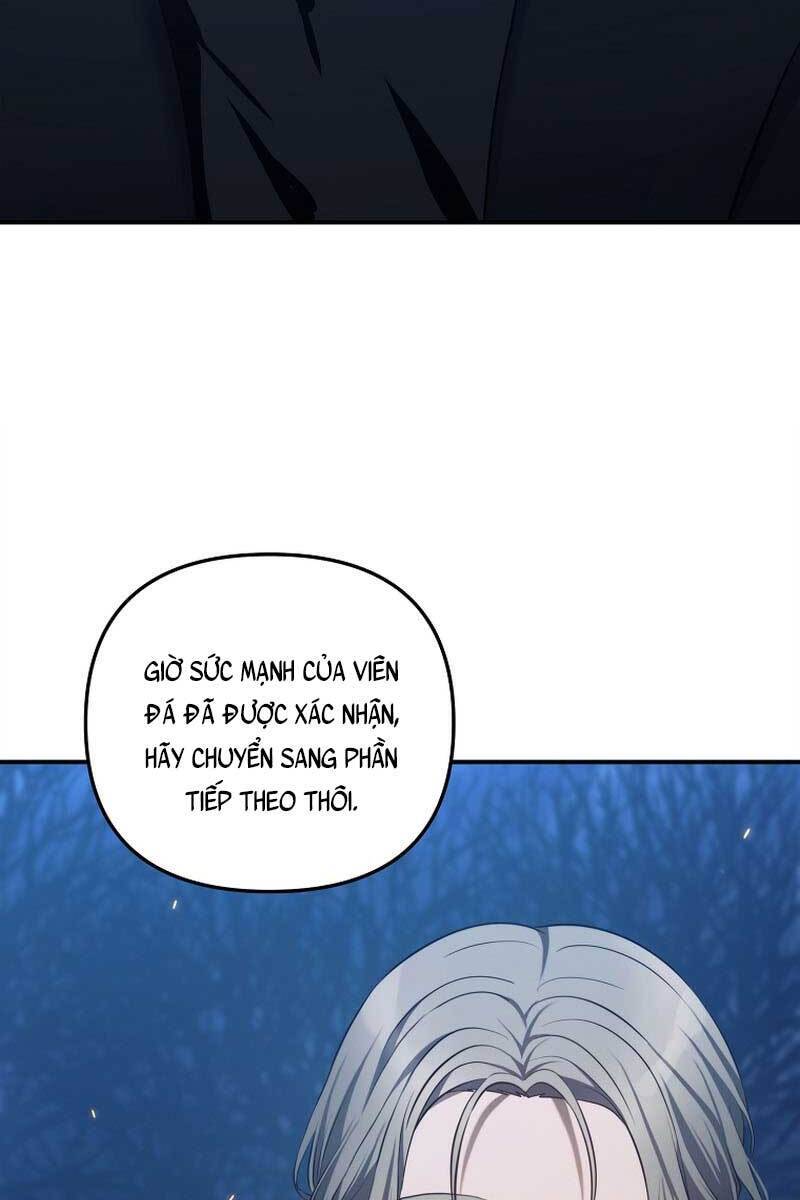 GIỜ SỨC MẠNH CỦA VIÊN
ĐÁ ĐÃ ĐƯỢC XÁC NHẬN,
HÃY CHUYỂN SANG PHẦN
TIẾP THEO THÔI.